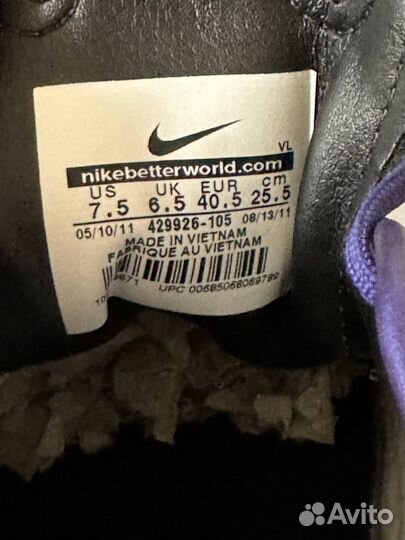 VL
nikebetterworld.com
US UK EUR cm
7.5 6.5 40.5 25.5
05/10/11 429926-105 08/13/11
MADE IN VIETNAM
FABRIQUE AU VIETNAM
UPC 00685068069789
Avito